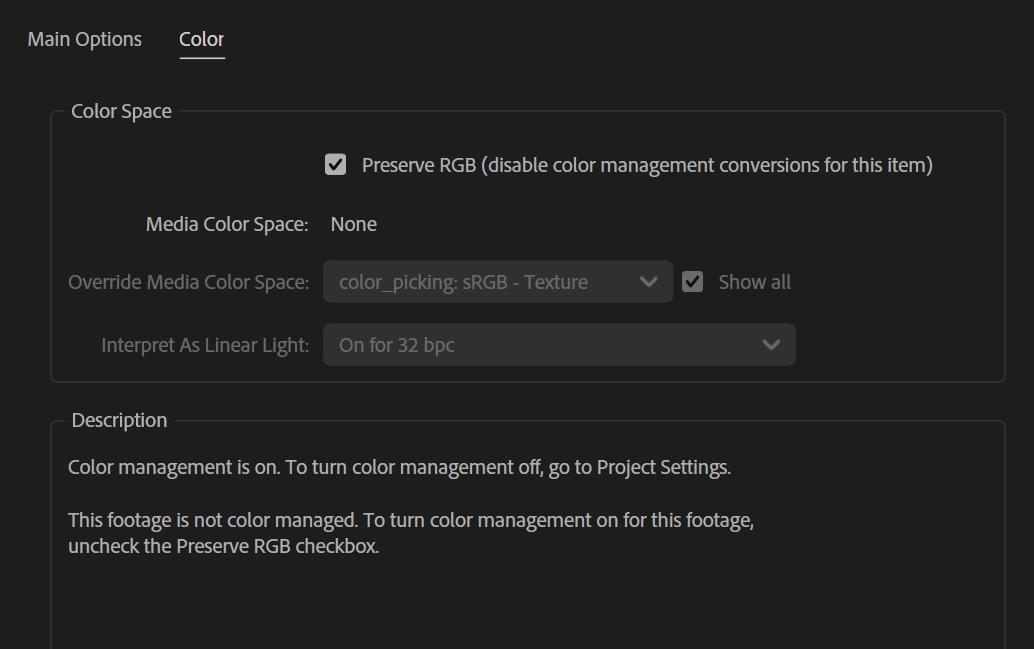 Main Options Color
Color Space
Preserve RGB (disable color management conversions for this item)
Media Color Space: None
Override Media Color Space: color_picking: sRGB - Texture Show all
Interpret As Linear Light: On for 32 bpc
Description
Color management is on. To turn color management off, go to Project Settings.
This footage is not color managed. To turn color management on for this footage,
uncheck the Preserve RGB checkbox.